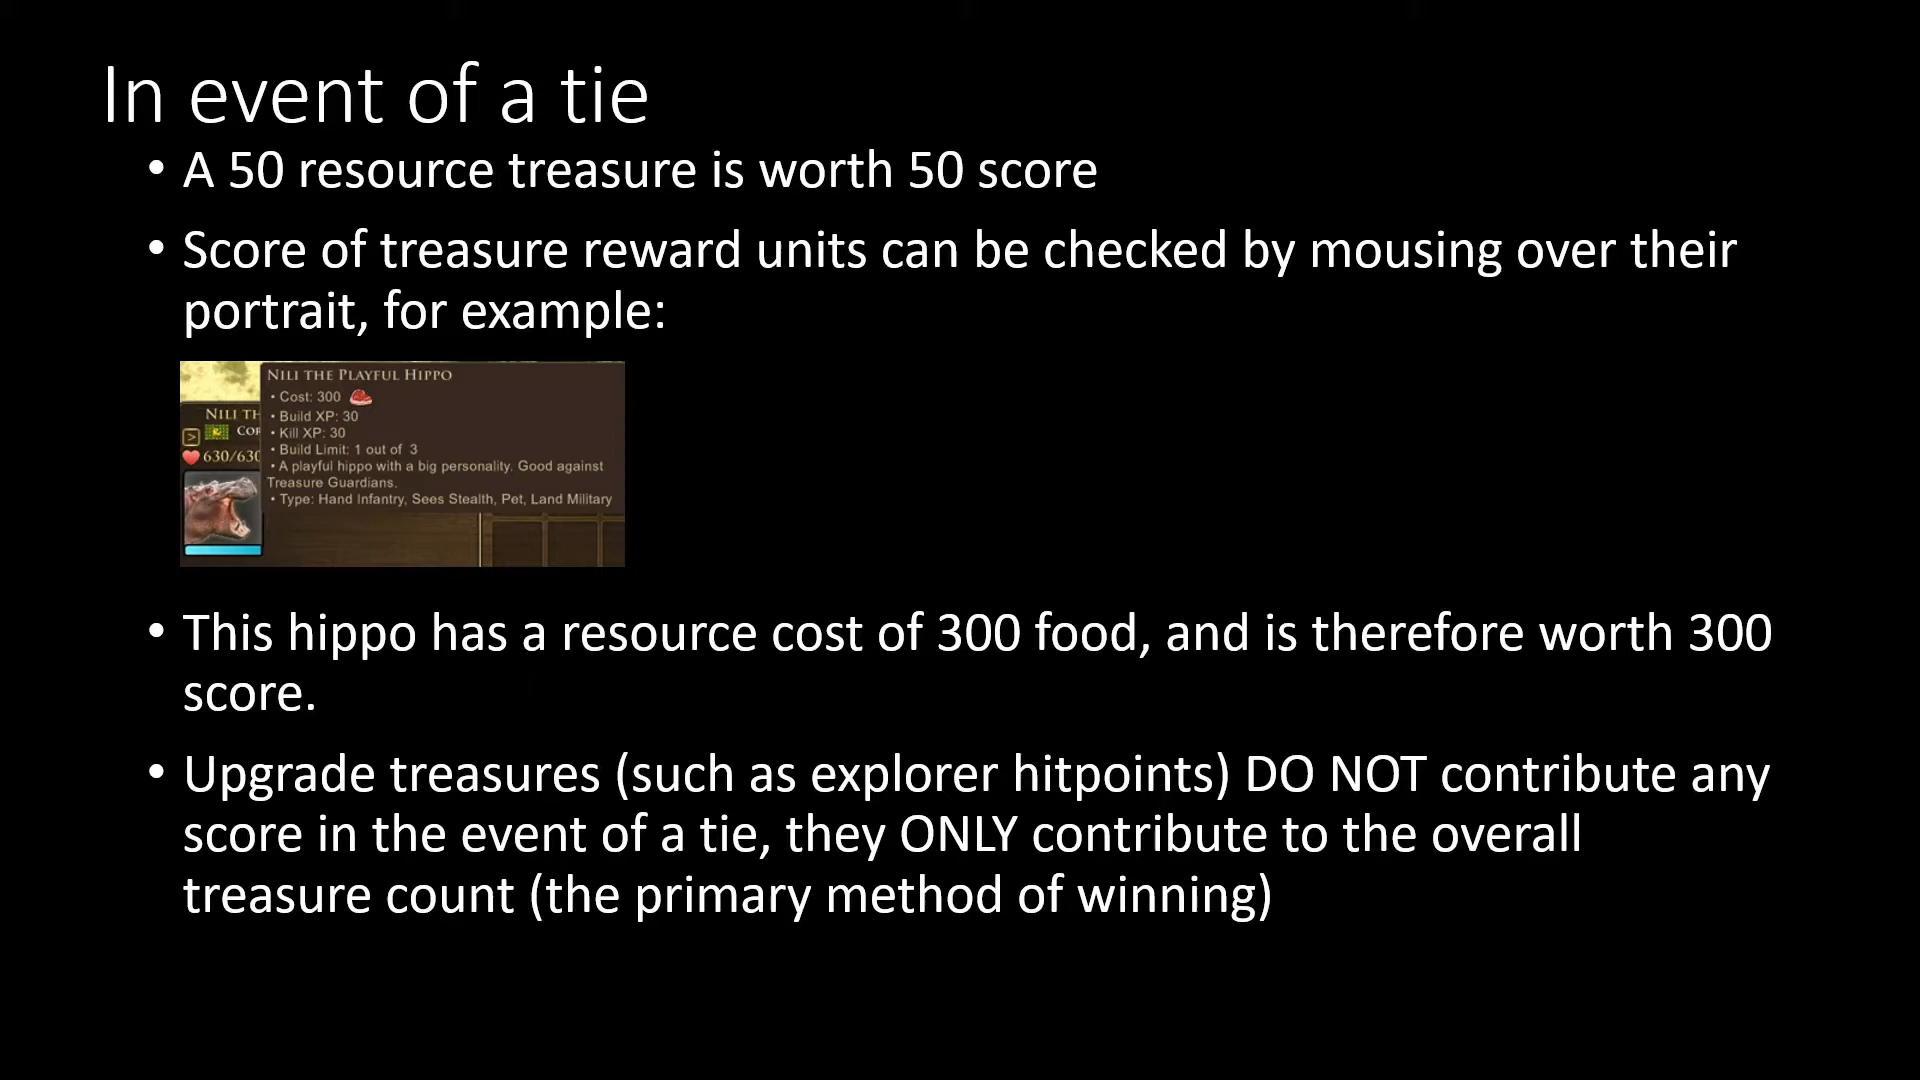 In event of a tie
• A 50 resource treasure is worth 50 score
• Score of treasure reward units can be checked by mousing over their
portrait, for example:
NILI THE PLAYFUL HIPPO
• Cost: 300
• Build XP: 30
• Kill XP: 30
• Build Limit: 1 out of 3
• A playful hippo with a big personality. Good against
Treasure Guardians.
• Type: Hand Infantry, Sees Stealth, Pet, Land Military
NILI TH
COR
630/630
• This hippo has a resource cost of 300 food, and is therefore worth 300
score.
• Upgrade treasures (such as explorer hitpoints) DO NOT contribute any
score in the event of a tie, they ONLY contribute to the overall
treasure count (the primary method of winning)